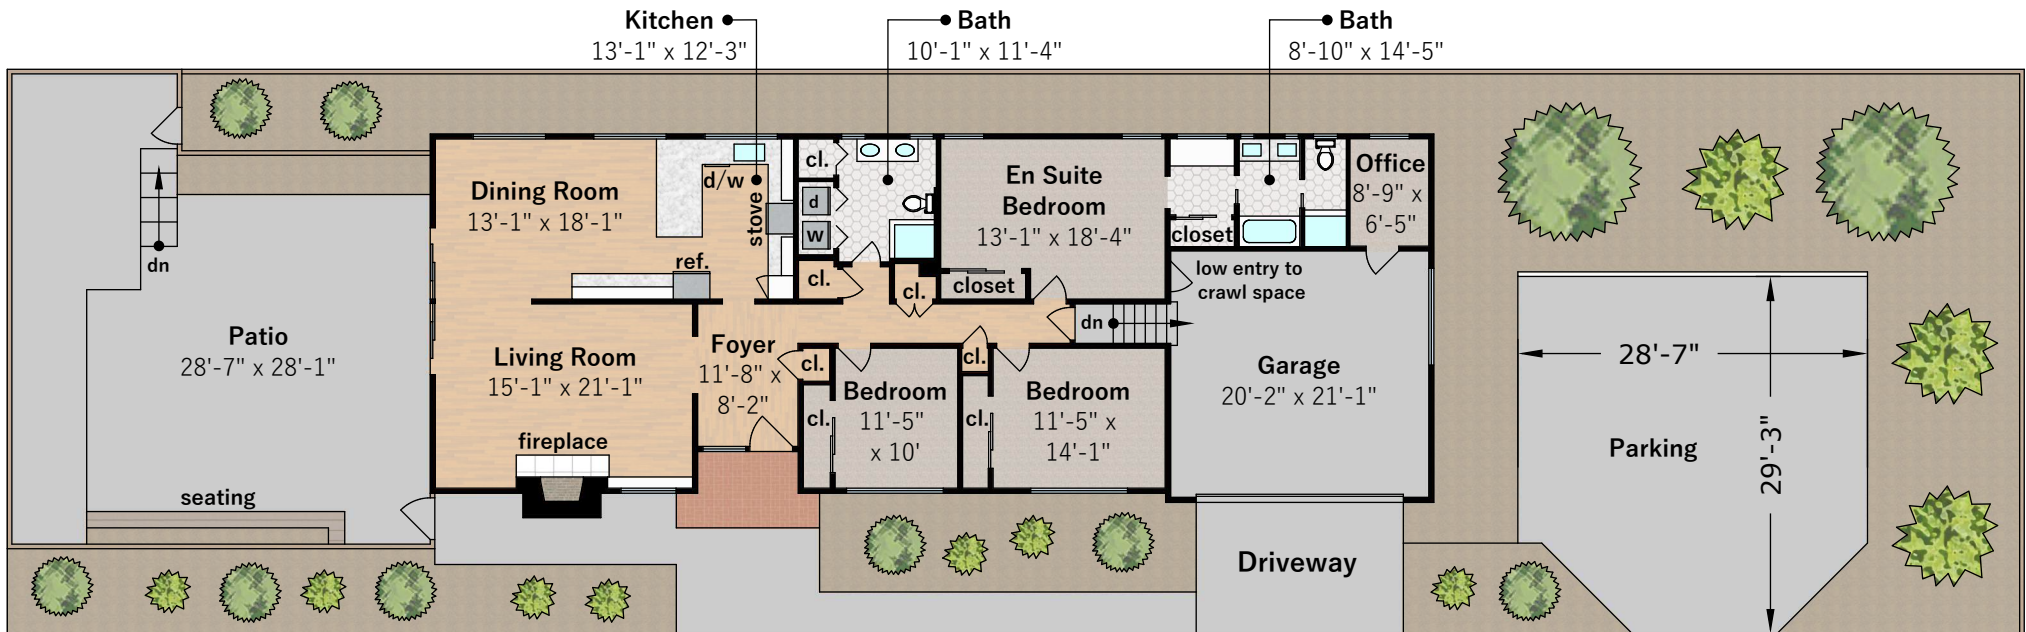 Kitchen
13'-1" x 12'-3"
Bath
10'-1" x 11'-4"
Bath
8'-10" x 14'-5"
Dining Room
13'-1" x 18'-1"
d/w
stove
ref.
cl.
d
w
cl.
cl.
En Suite
Bedroom
13'-1" x 18'-4"
closet
closet
Office
8'-9" x
6'-5"
low entry to
crawl space
dn
dn
Patio
28'-7" x 28'-1"
seating
Living Room
15'-1" x 21'-1"
fireplace
Foyer
11'-8" x
8'-2"
cl.
cl.
Bedroom
11'-5"
x 10'
cl.
cl.
Bedroom
11'-5" x
14'-1"
Garage
20'-2" x 21'-1"
Driveway
28'-7"
29'-3"
Parking